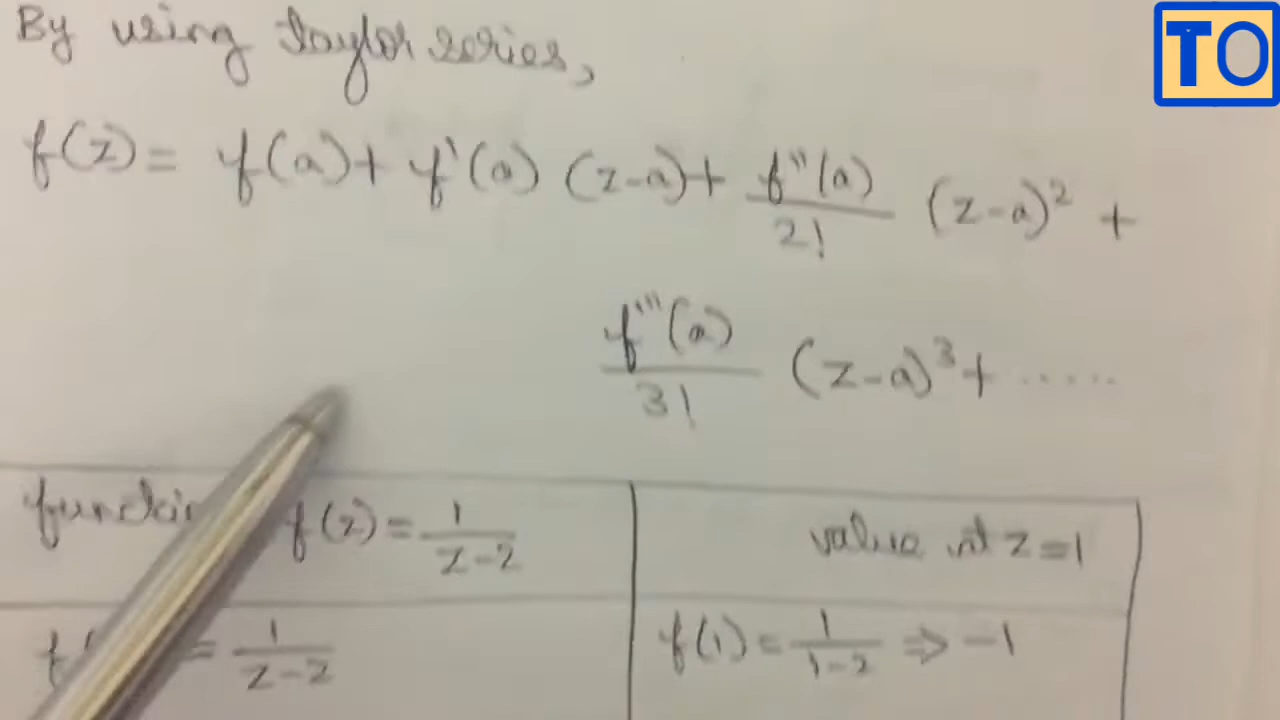 TO
By using Taylor series,
f(z) = f(a) + f'(a) (z-a) + f''(a)/2! (z-a)² +
f'''(a)/3! (z-a)³ + .....
f(z) = 1/(z-2)
value at z=1
= 1/(z-2)
f(1) = 1/(1-2) ⇒ -1